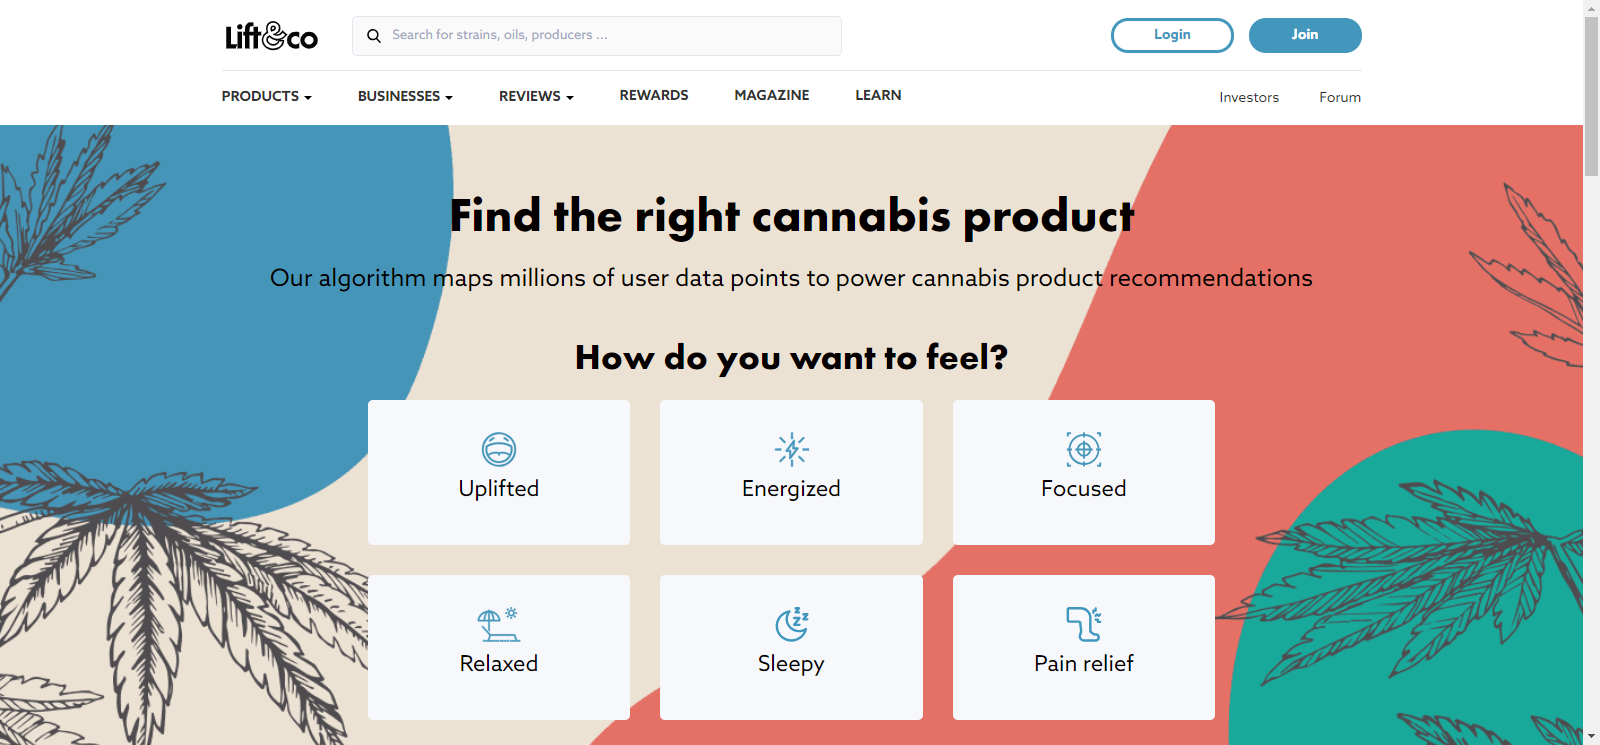 Lift&co
Search for strains, oils, producers ...
Login
Join
PRODUCTS
BUSINESSES
REVIEWS
REWARDS
MAGAZINE
LEARN
Investors
Forum
Find the right cannabis product
Our algorithm maps millions of user data points to power cannabis product recommendations
How do you want to feel?
Uplifted
Energized
Focused
Relaxed
Sleepy
Pain relief